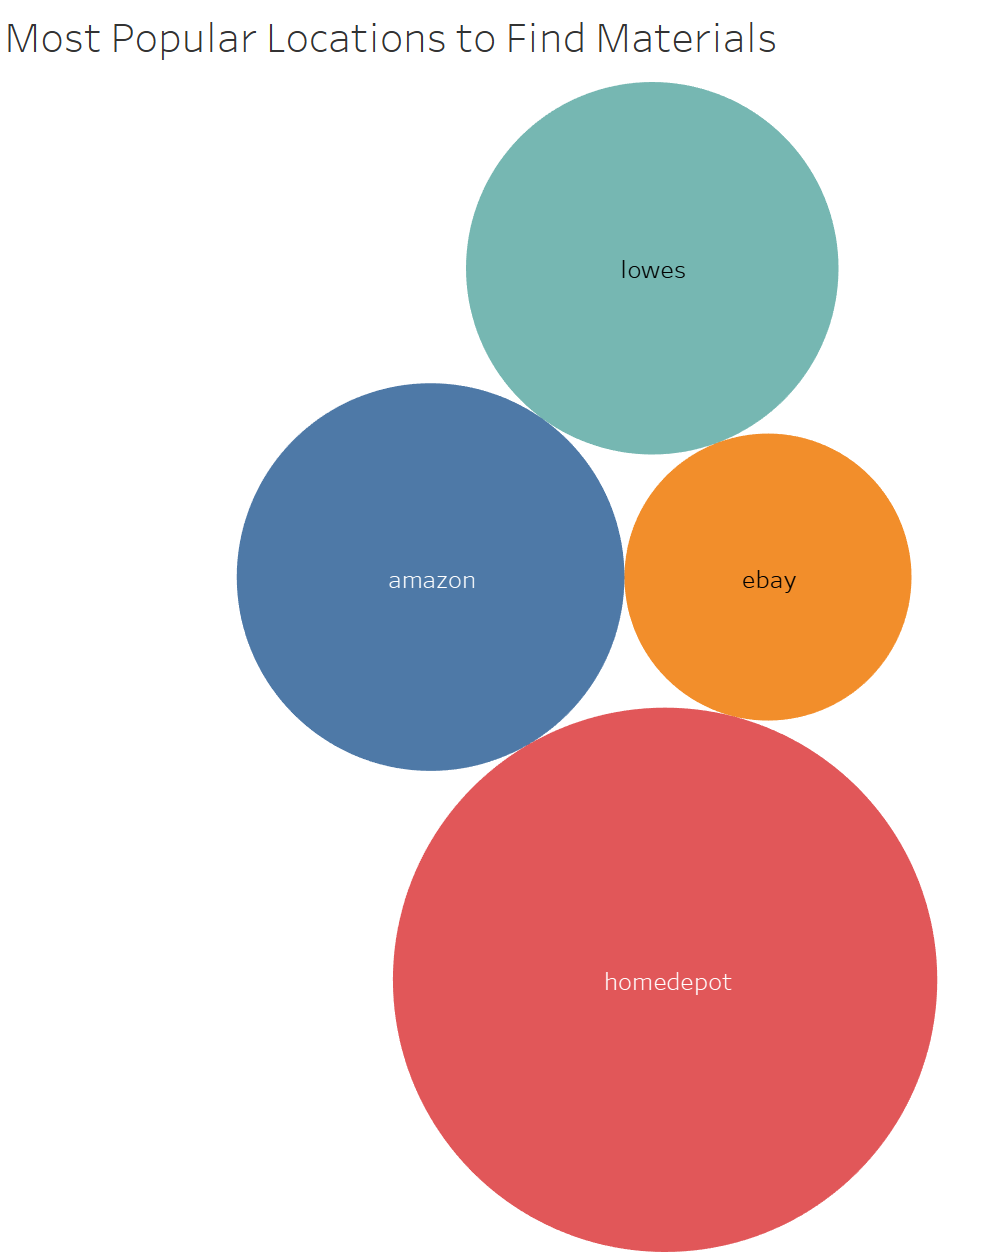 Most Popular Locations to Find Materials
lowes
amazon
ebay
homedepot